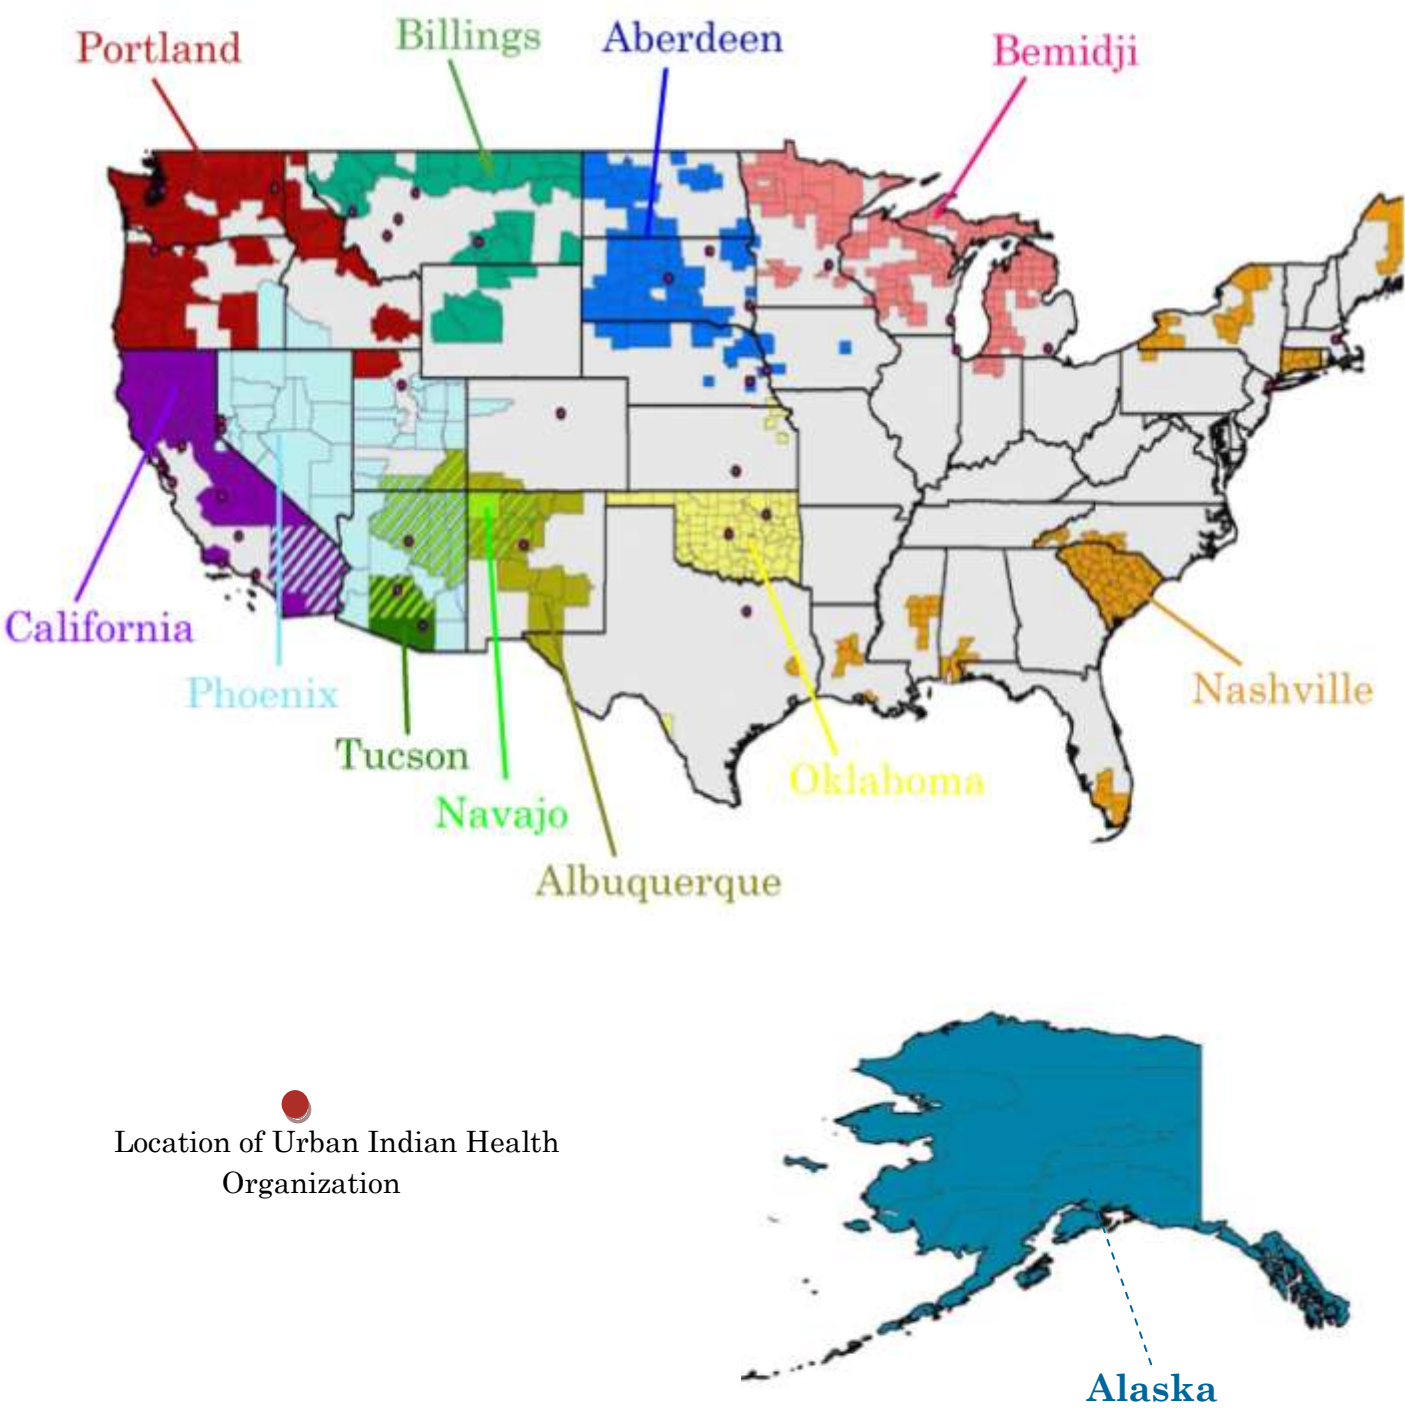 Portland
Billings
Aberdeen
Bemidji
California
Phoenix
Nashville
Tucson
Oklahoma
Navajo
Albuquerque
Location of Urban Indian Health
Organization
Alaska